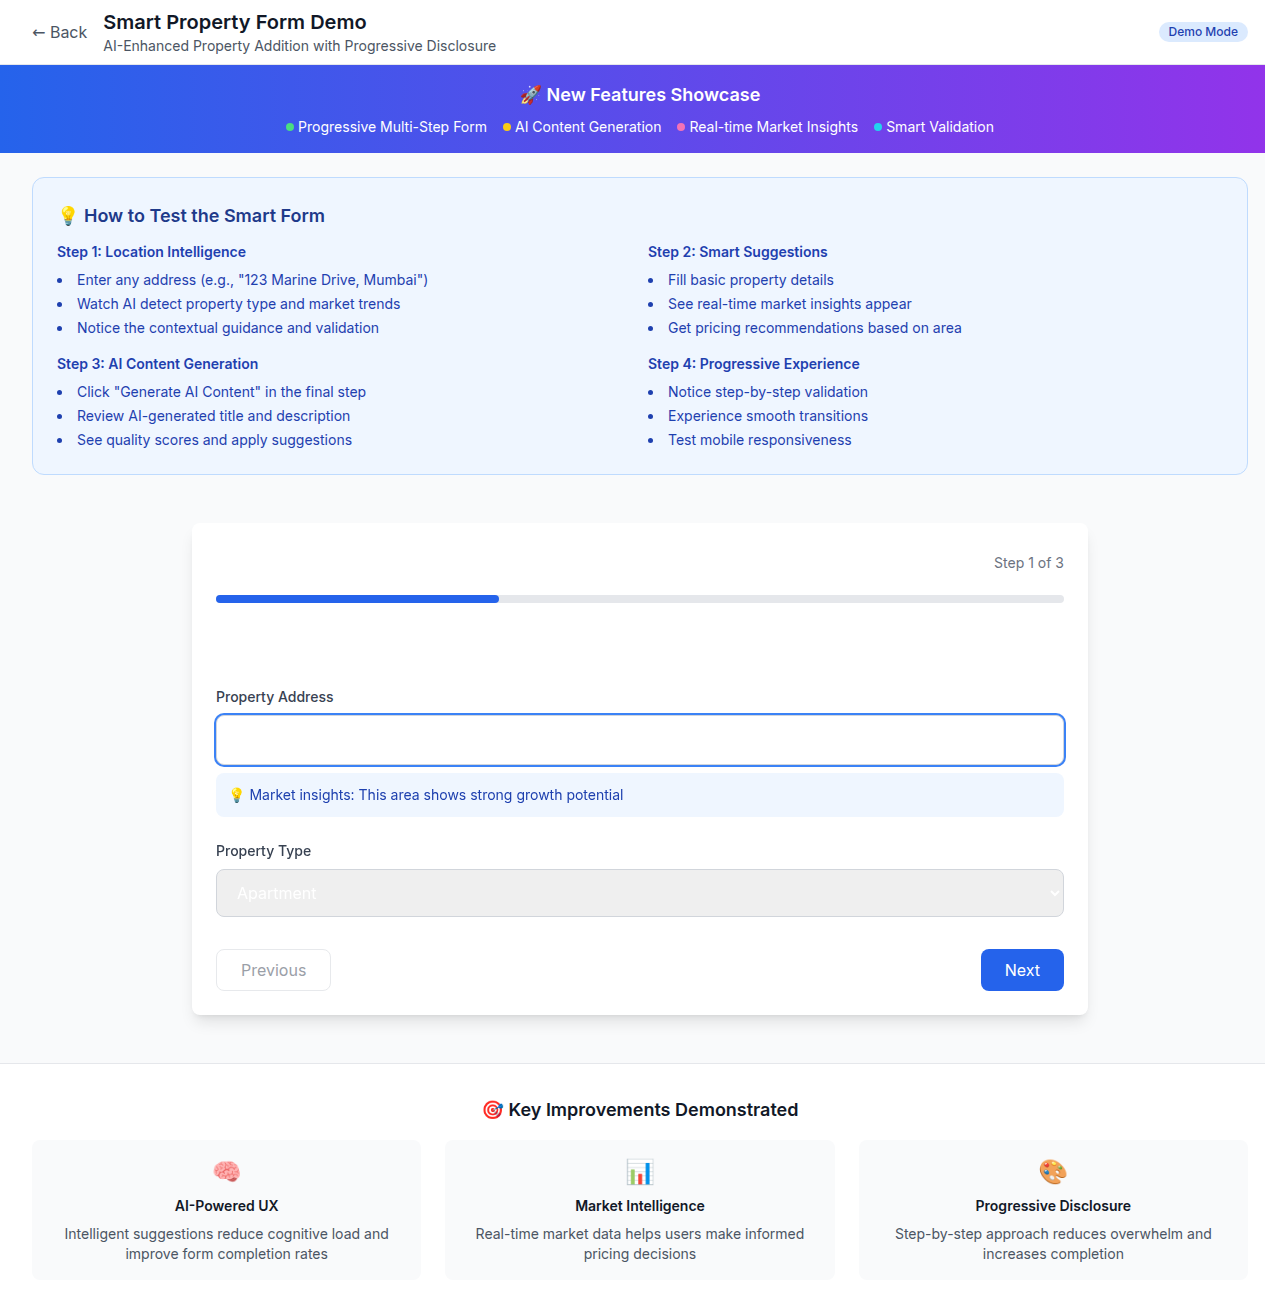 ← Back
Smart Property Form Demo
AI-Enhanced Property Addition with Progressive Disclosure
Demo Mode
🚀 New Features Showcase
Progressive Multi-Step Form
AI Content Generation
Real-time Market Insights
Smart Validation
💡 How to Test the Smart Form
Step 1: Location Intelligence
• Enter any address (e.g., "123 Marine Drive, Mumbai")
• Watch AI detect property type and market trends
• Notice the contextual guidance and validation
Step 2: Smart Suggestions
• Fill basic property details
• See real-time market insights appear
• Get pricing recommendations based on area
Step 3: AI Content Generation
• Click "Generate AI Content" in the final step
• Review AI-generated title and description
• See quality scores and apply suggestions
Step 4: Progressive Experience
• Notice step-by-step validation
• Experience smooth transitions
• Test mobile responsiveness
Step 1 of 3
Property Address
💡 Market insights: This area shows strong growth potential
Property Type
Apartment
Previous
Next
🎯 Key Improvements Demonstrated
🧠
AI-Powered UX
Intelligent suggestions reduce cognitive load and
improve form completion rates
📊
Market Intelligence
Real-time market data helps users make informed
pricing decisions
🎨
Progressive Disclosure
Step-by-step approach reduces overwhelm and
increases completion